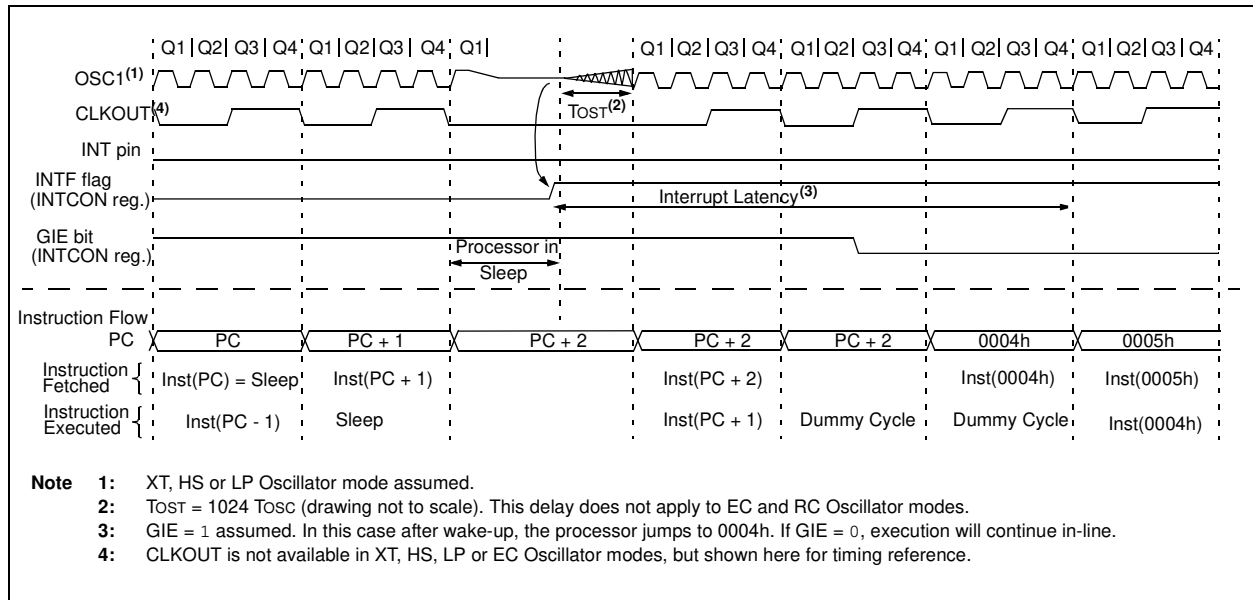 Q1 Q2 Q3 Q4 Q1 Q2 Q3 Q4 Q1 Q1 Q2 Q3 Q4 Q1 Q2 Q3 Q4 Q1 Q2 Q3 Q4 Q1 Q2 Q3 Q4
OSC1(1)
TOST(2)
CLKOUT(4)
INT pin
INTF flag
(INTCON reg.)
Interrupt Latency(3)
GIE bit
(INTCON reg.)
Processor in
Sleep
Instruction Flow
PC PC PC + 1 PC + 2 PC + 2 PC + 2 0004h 0005h
Instruction
Fetched
Inst(PC) = Sleep Inst(PC + 1) Inst(PC + 2) Inst(0004h) Inst(0005h)
Instruction
Executed
Inst(PC - 1) Sleep Inst(PC + 1) Dummy Cycle Dummy Cycle Inst(0004h)
Note 1: XT, HS or LP Oscillator mode assumed.
2: TOST = 1024 TOSC (drawing not to scale). This delay does not apply to EC and RC Oscillator modes.
3: GIE = 1 assumed. In this case after wake-up, the processor jumps to 0004h. If GIE = 0, execution will continue in-line.
4: CLKOUT is not available in XT, HS, LP or EC Oscillator modes, but shown here for timing reference.